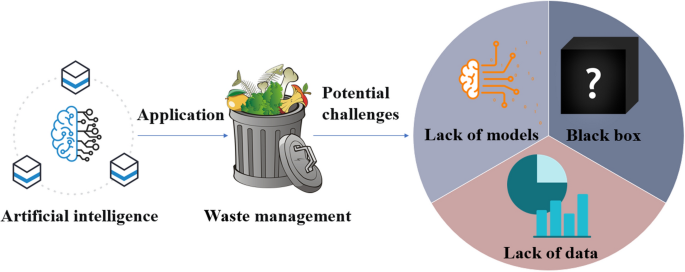 Artificial intelligence
Application
Waste management
Potential
challenges
Lack of models
?
Black box
Lack of data